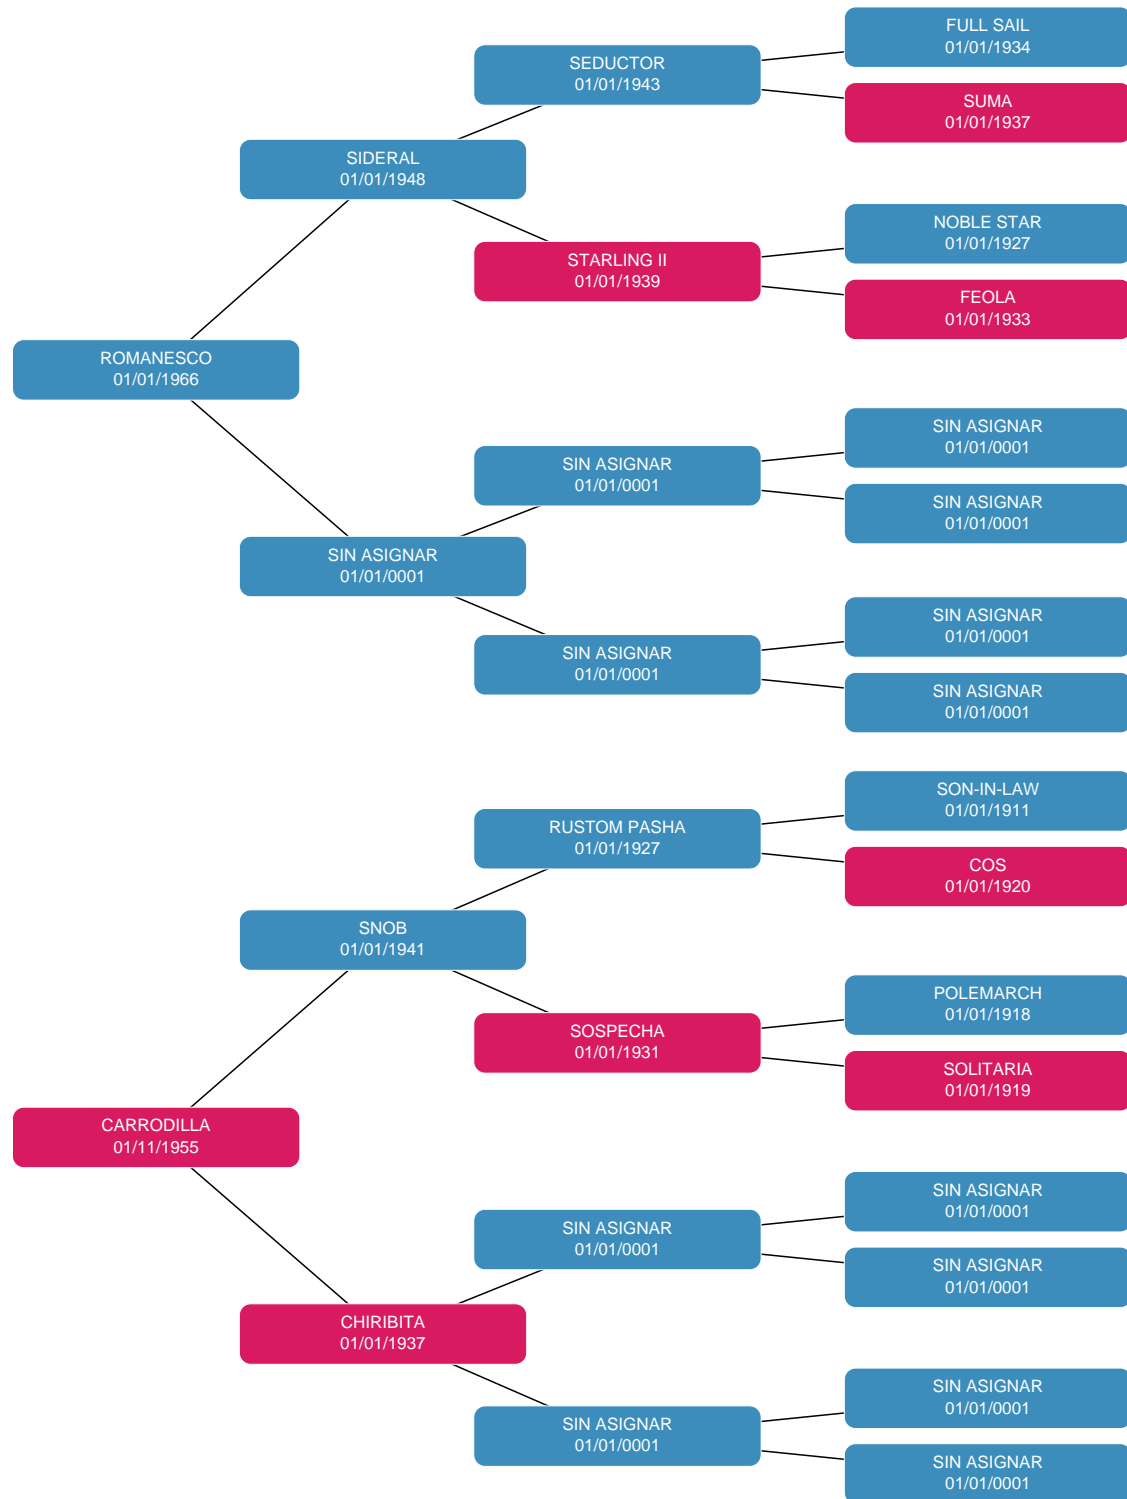 FULL SAIL
01/01/1934
SEDUCTOR
01/01/1943
SUMA
01/01/1937
SIDERAL
01/01/1948
NOBLE STAR
01/01/1927
STARLING II
01/01/1939
FEOLA
01/01/1933
ROMANESCO
01/01/1966
SIN ASIGNAR
01/01/0001
SIN ASIGNAR
01/01/0001
SIN ASIGNAR
01/01/0001
SIN ASIGNAR
01/01/0001
SIN ASIGNAR
01/01/0001
SIN ASIGNAR
01/01/0001
SIN ASIGNAR
01/01/0001
SON-IN-LAW
01/01/1911
RUSTOM PASHA
01/01/1927
COS
01/01/1920
SNOB
01/01/1941
POLEMARCH
01/01/1918
SOSPECHA
01/01/1931
SOLITARIA
01/01/1919
CARRODILLA
01/11/1955
SIN ASIGNAR
01/01/0001
SIN ASIGNAR
01/01/0001
SIN ASIGNAR
01/01/0001
CHIRIBITA
01/01/1937
SIN ASIGNAR
01/01/0001
SIN ASIGNAR
01/01/0001
SIN ASIGNAR
01/01/0001